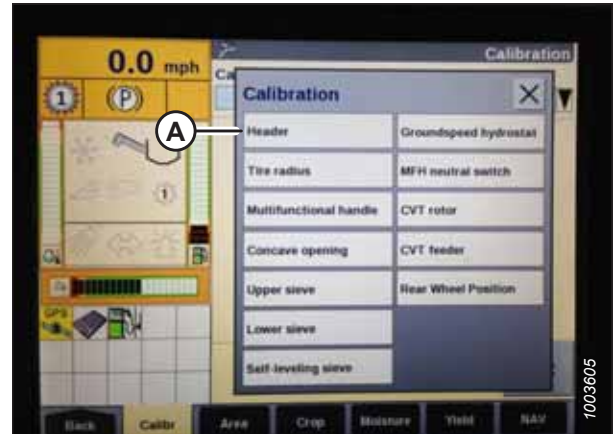 0.0 mph
Calibration
Ca
1
(P)
Calibration
A
Header
Groundspeed hydrostat
Tire radius
MFH neutral switch
1
Multifunctional handle
CVT rotor
Concave opening
CVT feeder
Upper sieve
Rear Wheel Position
Lower sieve
GPS
Self-leveling sieve
Back
Calibr
Area
Crop
Moisture
Yield
NAV
1003605